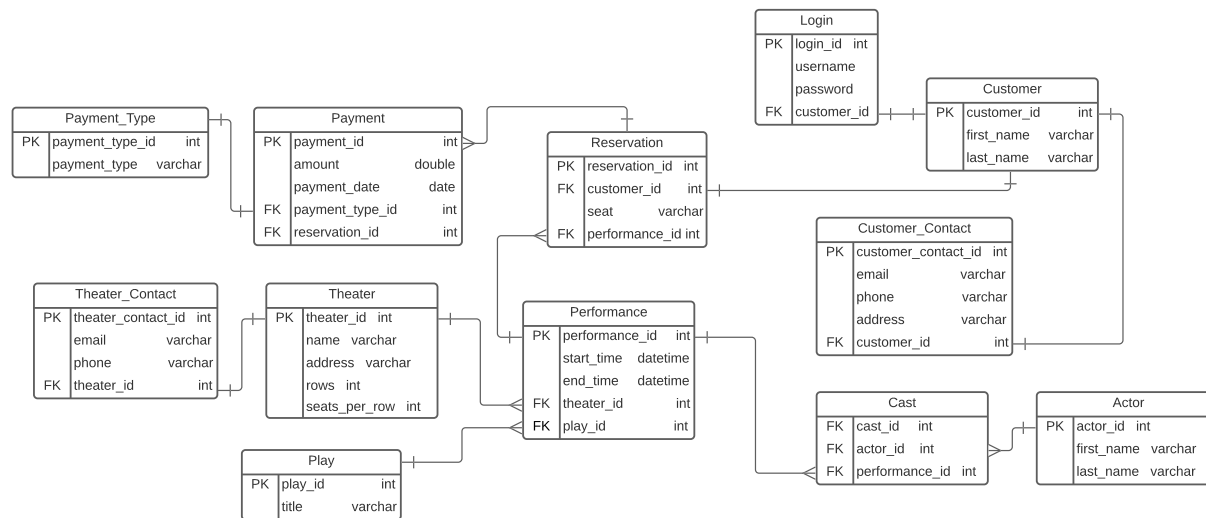 Login
PK login_id int
username
password
FK customer_id
Customer
PK customer_id int
first_name varchar
last_name varchar
Payment_Type
PK payment_type_id int
payment_type varchar
Payment
PK payment_id int
amount double
payment_date date
FK payment_type_id int
FK reservation_id int
Reservation
PK reservation_id int
FK customer_id int
seat varchar
FK performance_id int
Customer_Contact
PK customer_contact_id int
email varchar
phone varchar
address varchar
FK customer_id int
Theater_Contact
PK theater_contact_id int
email varchar
phone varchar
FK theater_id int
Theater
PK theater_id int
name varchar
address varchar
rows int
seats_per_row int
Performance
PK performance_id int
start_time datetime
end_time datetime
FK theater_id int
FK play_id int
Cast
FK cast_id int
FK actor_id int
FK performance_id int
Actor
PK actor_id int
first_name varchar
last_name varchar
Play
PK play_id int
title varchar